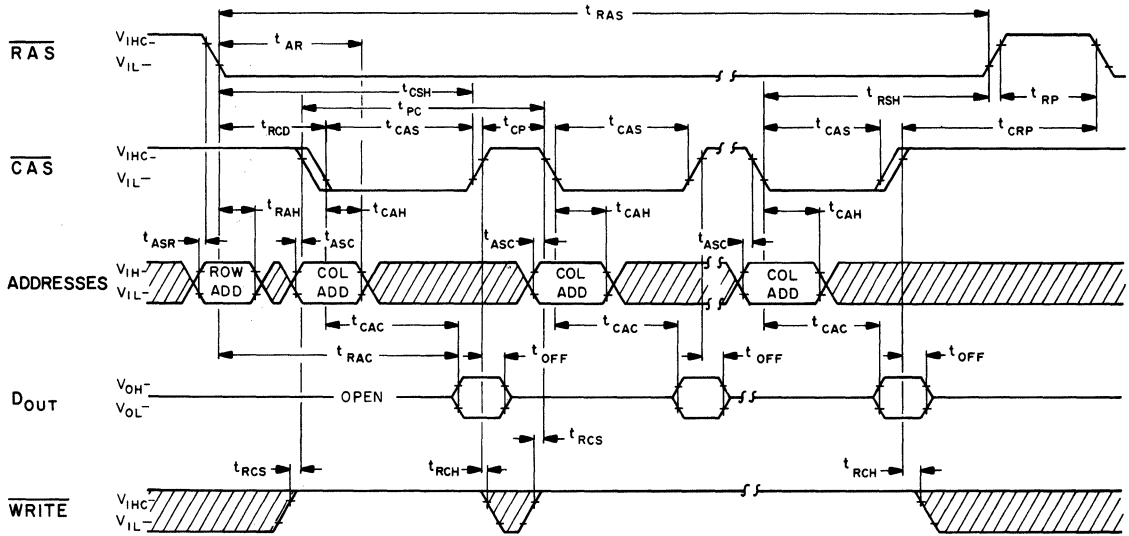 tRAS
RAS
VIHC
VIL
tAR
tCSH
tRSH
tRP
tPC
tRCD
tCAS
tCP
tCAS
tCAS
tCRP
CAS
VIHC
VIL
tRAH
tCAH
tCAH
tCAH
tASR
tASC
tASC
tASC
ADDRESSES
VIH
VIL
ROW ADD
COL ADD
COL ADD
COL ADD
tCAC
tCAC
tCAC
tRAC
tOFF
tOFF
tOFF
DOUT
VOH
VOL
OPEN
tRCS
tRCS
tRCH
tRCH
WRITE
VIHC
VIL